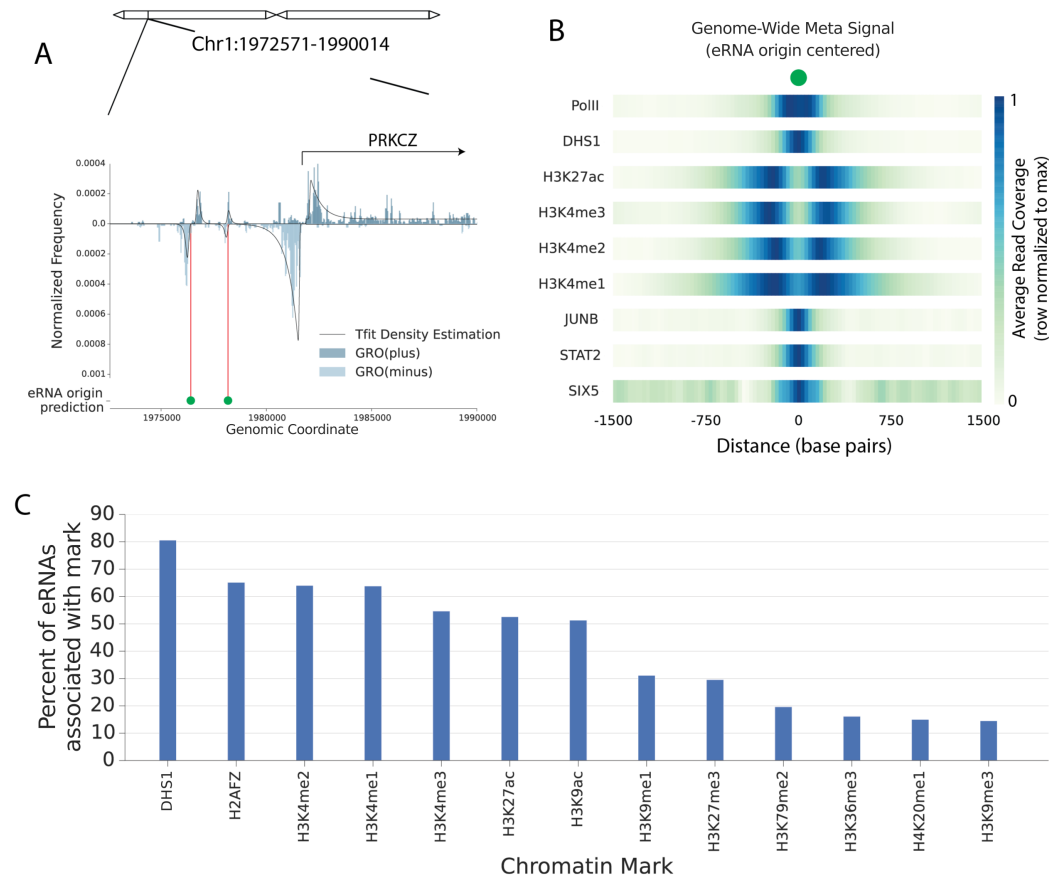 A
Chr1:1972571-1990014
PRKCZ
Normalized Frequency
0.0004
0.0002
0.0
0.0002
0.0004
0.0006
0.0008
0.001
Tfit Density Estimation
GRO(plus)
GRO(minus)
eRNA origin
prediction
1975000
1980000
1985000
1990000
Genomic Coordinate
B
Genome-Wide Meta Signal
(eRNA origin centered)
PolII
DHS1
H3K27ac
H3K4me3
H3K4me2
H3K4me1
JUNB
STAT2
SIX5
-1500
-750
0
750
1500
Distance (base pairs)
1
0
Average Read Coverage
(row normalized to max)
C
Percent of eRNAs
associated with mark
90
80
70
60
50
40
30
20
10
0
DHS1
H2AFZ
H3K4me2
H3K4me1
H3K4me3
H3K27ac
H3K9ac
H3K9me1
H3K27me3
H3K79me2
H3K36me3
H4K20me1
H3K9me3
Chromatin Mark